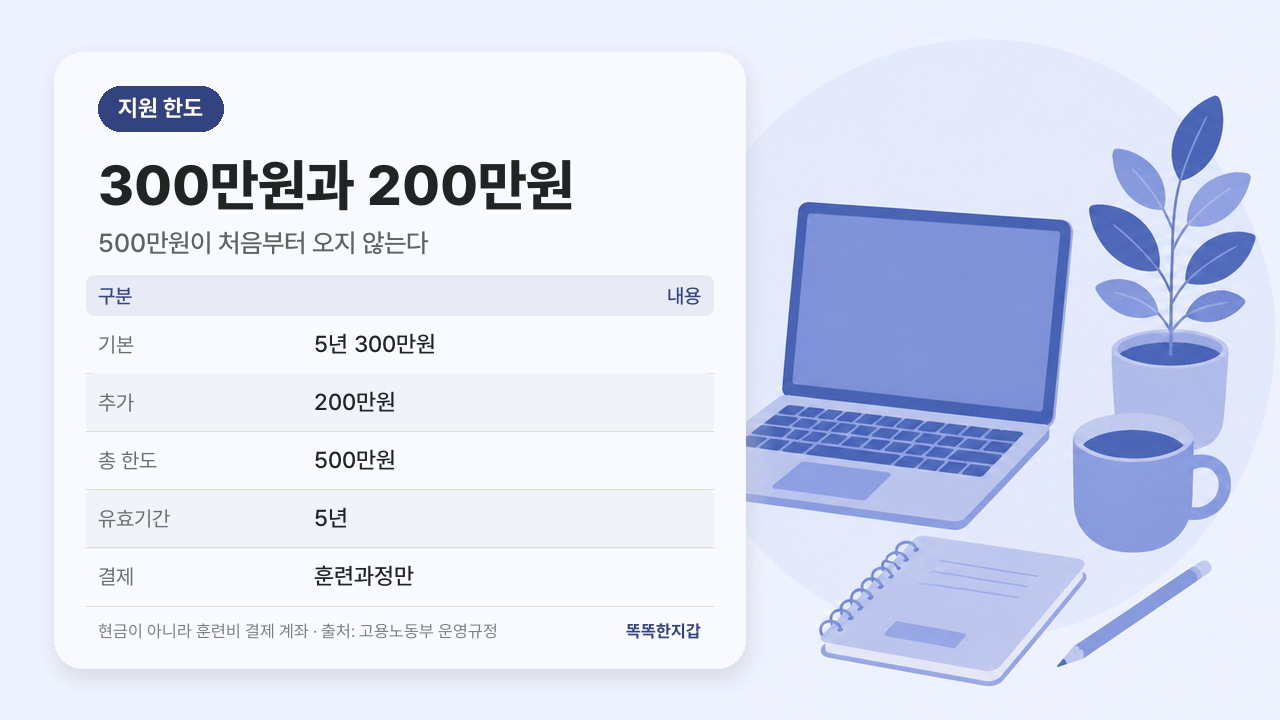 지원 한도
300만원과 200만원
500만원이 처음부터 오지 않는다
구분 내용
기본 5년 300만원
추가 200만원
총 한도 500만원
유효기간 5년
결제 훈련과정만
현금이 아니라 훈련비 결제 계좌 · 출처: 고용노동부 운영규정 똑똑한지갑